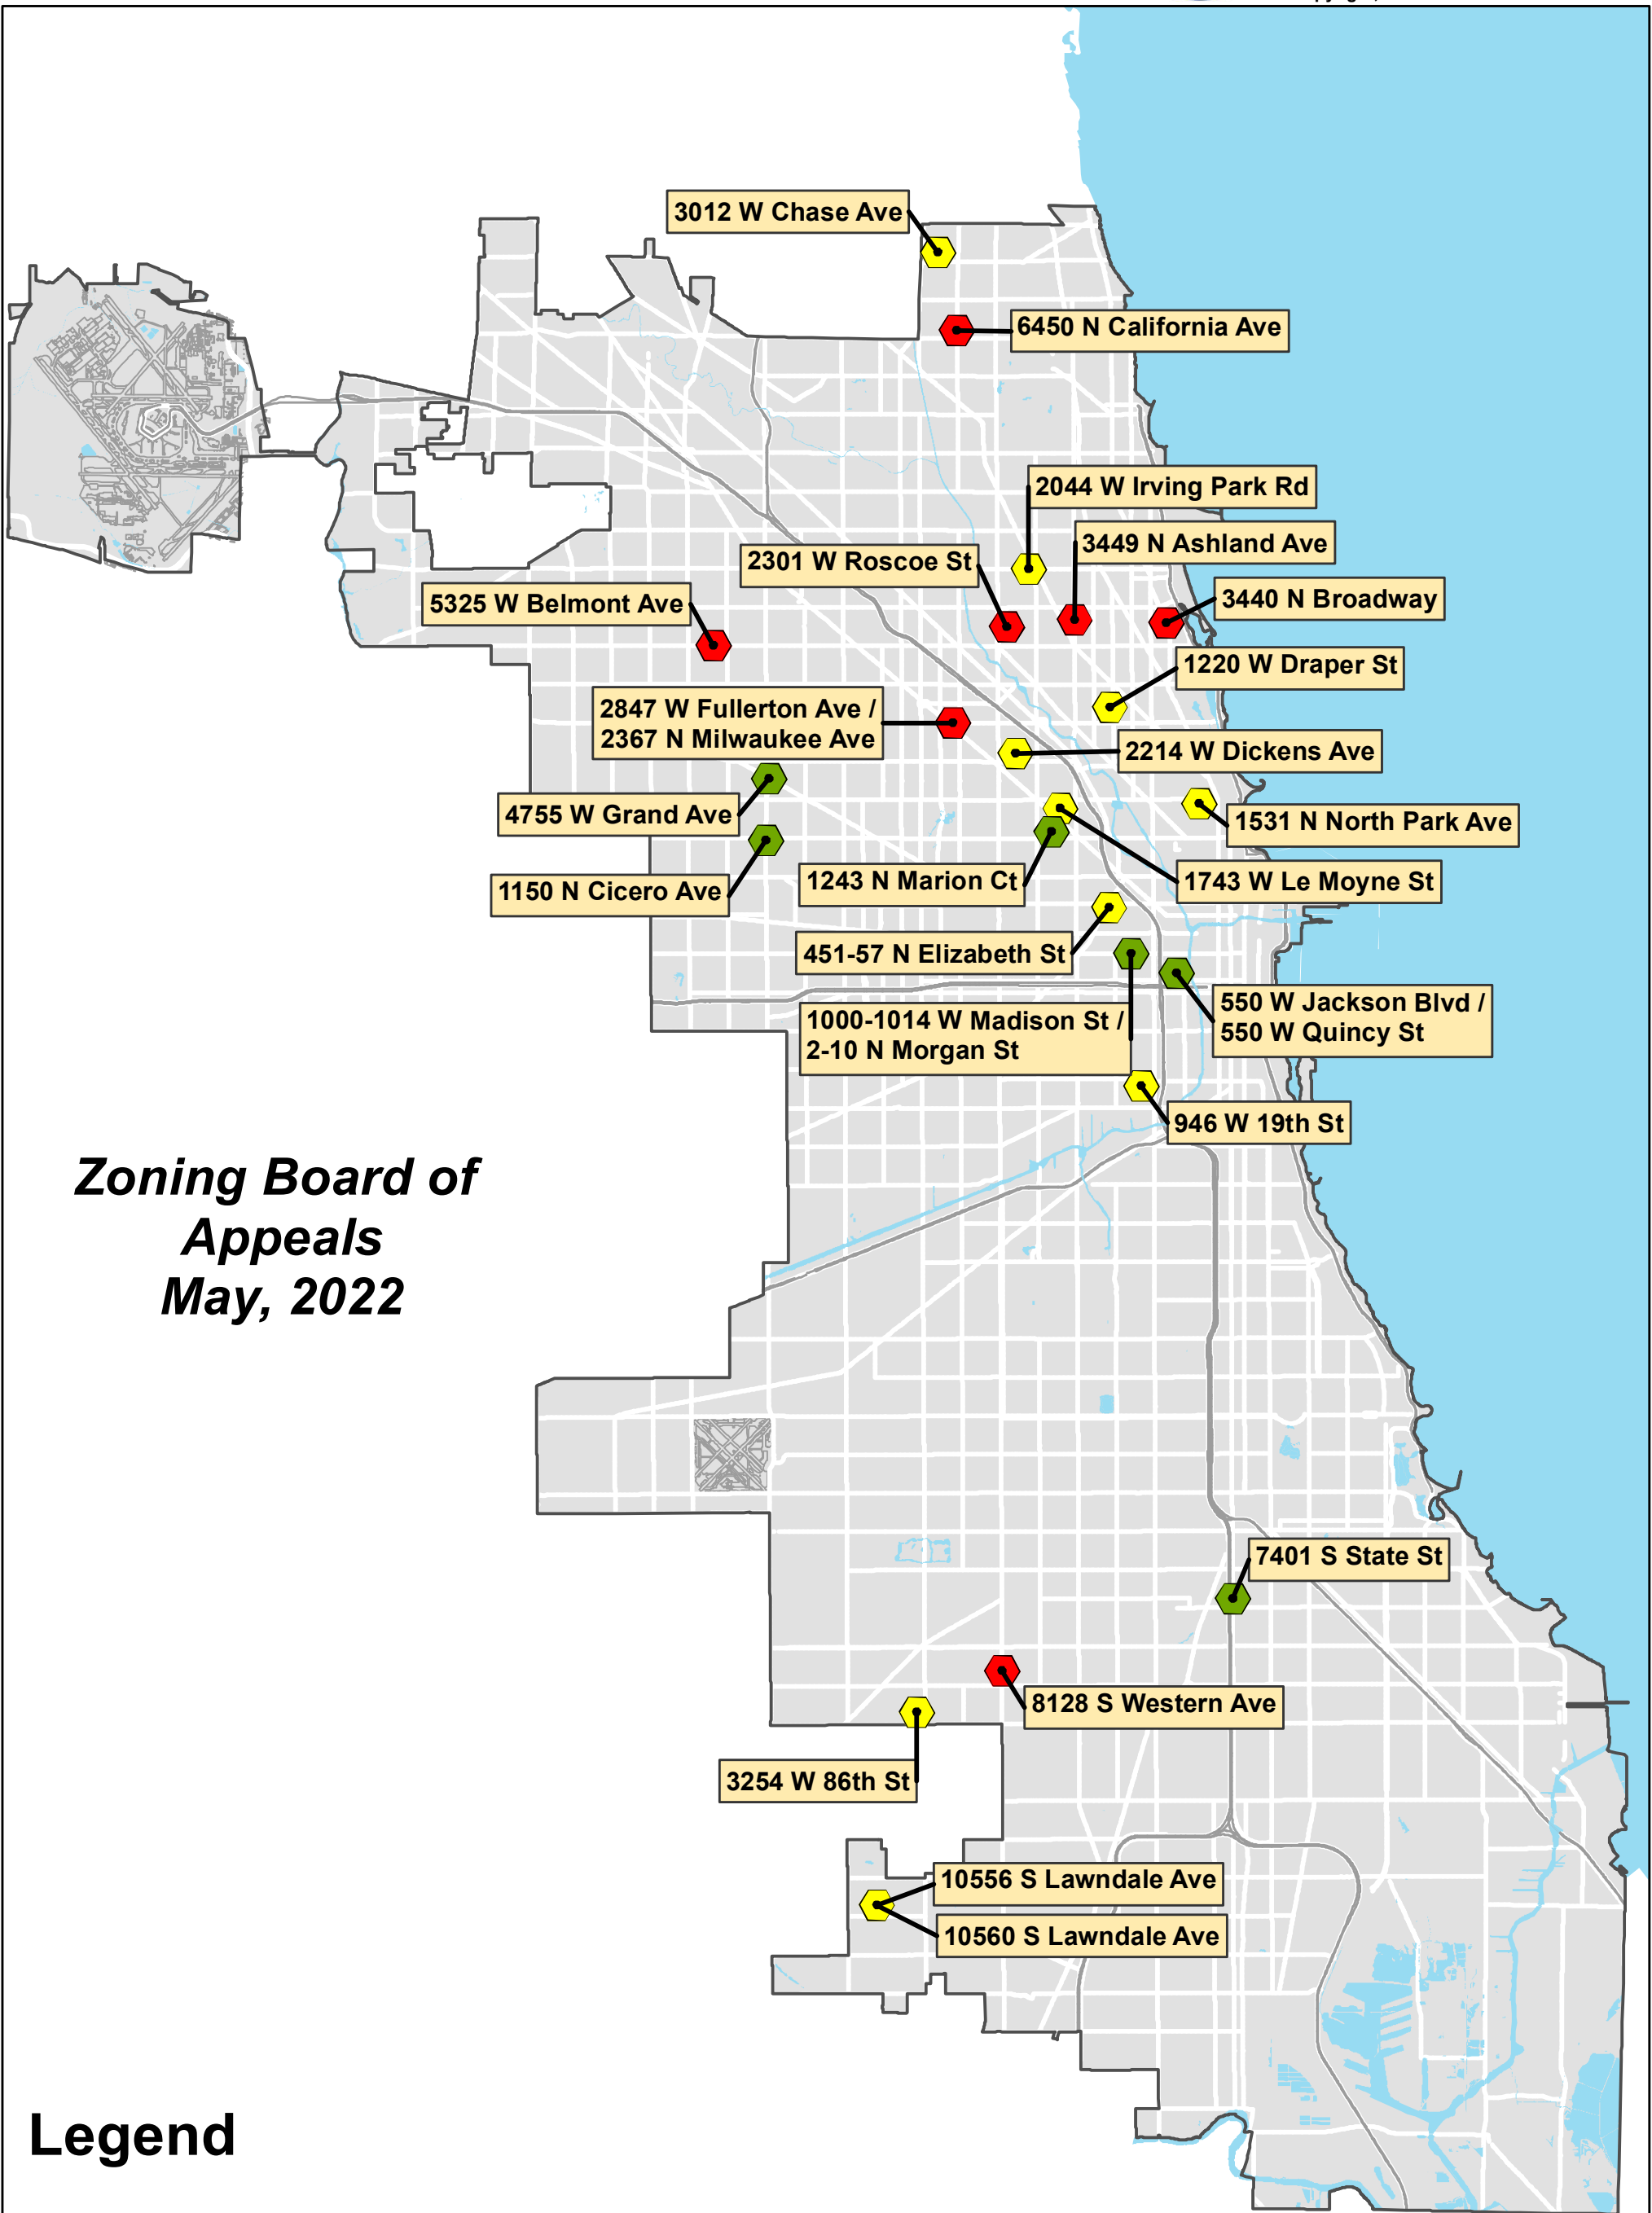 3012 W Chase Ave
6450 N California Ave
2044 W Irving Park Rd
3449 N Ashland Ave
2301 W Roscoe St
3440 N Broadway
5325 W Belmont Ave
1220 W Draper St
2847 W Fullerton Ave /
2367 N Milwaukee Ave
2214 W Dickens Ave
4755 W Grand Ave
1531 N North Park Ave
1150 N Cicero Ave
1243 N Marion Ct
1743 W Le Moyne St
451-57 N Elizabeth St
1000-1014 W Madison St /
2-10 N Morgan St
550 W Jackson Blvd /
550 W Quincy St
946 W 19th St
Zoning Board of
Appeals
May, 2022
7401 S State St
8128 S Western Ave
3254 W 86th St
10556 S Lawndale Ave
10560 S Lawndale Ave
Legend